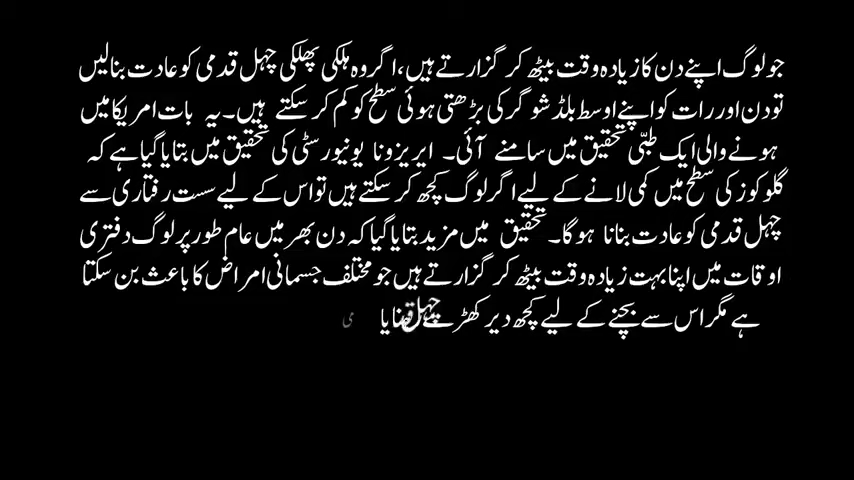 جو لوگ اپنے دن کا زیادہ وقت بیٹھ کر گزارتے ہیں، اگر وہ ہلکی پھلکی چہل قدمی کو عادت بنالیں
تو دن اور رات کو اپنے اوسط بلڈ شوگر کی بڑھتی ہوئی سطح کو کم کر سکتے ہیں۔ یہ بات امریکا میں
ہونے والی ایک طبّی تحقیق میں سامنے آئی۔ ایریزونا یونیورسٹی کی تحقیق میں بتایا گیا ہے کہ
گلوکوز کی سطح میں کمی لانے کے لیے اگر لوگ کچھ کر سکتے ہیں تو اس کے لیے سست رفتاری سے
چہل قدمی کو عادت بنانا ہوگا۔ تحقیق میں مزید بتایا گیا کہ دن بھر میں عام طور پر لوگ دفتری
اوقات میں اپنا بہت زیادہ وقت بیٹھ کر گزارتے ہیں جو مختلف جسمانی امراض کا باعث بن سکتا
ہے مگر اس سے بچنے کے لیے کچھ دیر کھڑے یا چہل